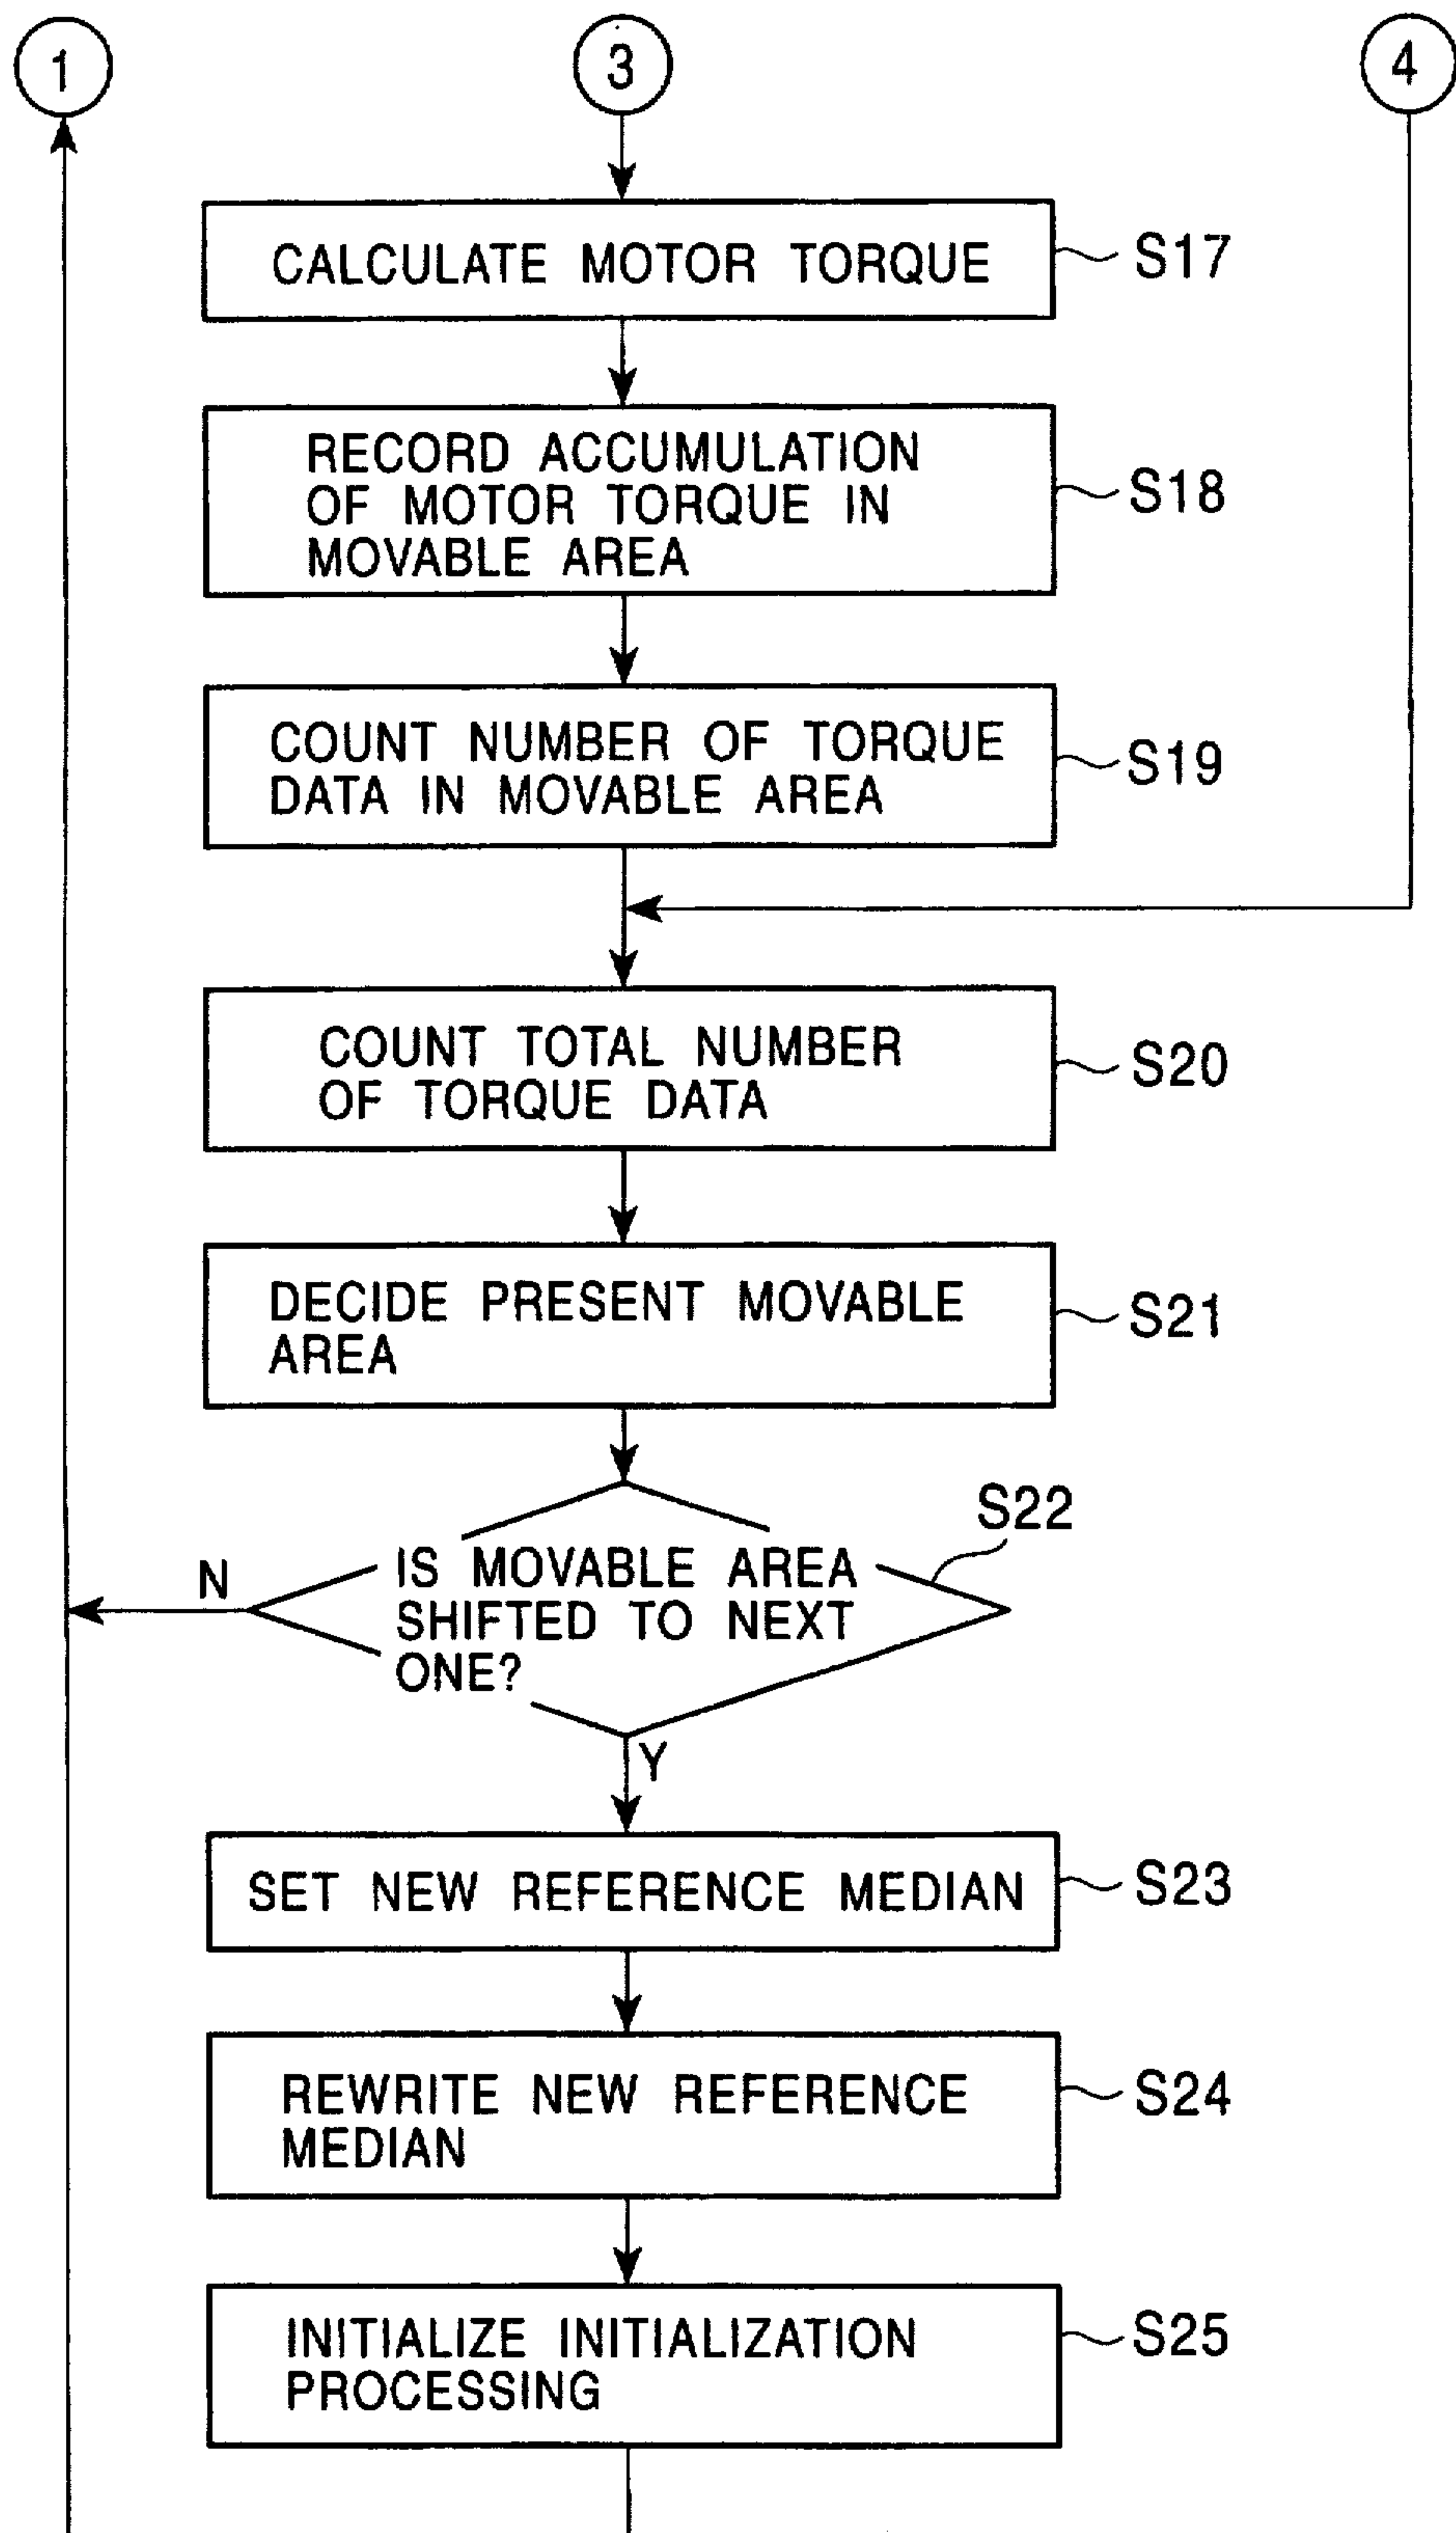 1
3
4
CALCULATE MOTOR TORQUE
S17
RECORD ACCUMULATION
OF MOTOR TORQUE IN
MOVABLE AREA
S18
COUNT NUMBER OF TORQUE
DATA IN MOVABLE AREA
S19
COUNT TOTAL NUMBER
OF TORQUE DATA
S20
DECIDE PRESENT MOVABLE
AREA
S21
S22
N
IS MOVABLE AREA
SHIFTED TO NEXT
ONE?
Y
SET NEW REFERENCE MEDIAN
S23
REWRITE NEW REFERENCE
MEDIAN
S24
INITIALIZE INITIALIZATION
PROCESSING
S25